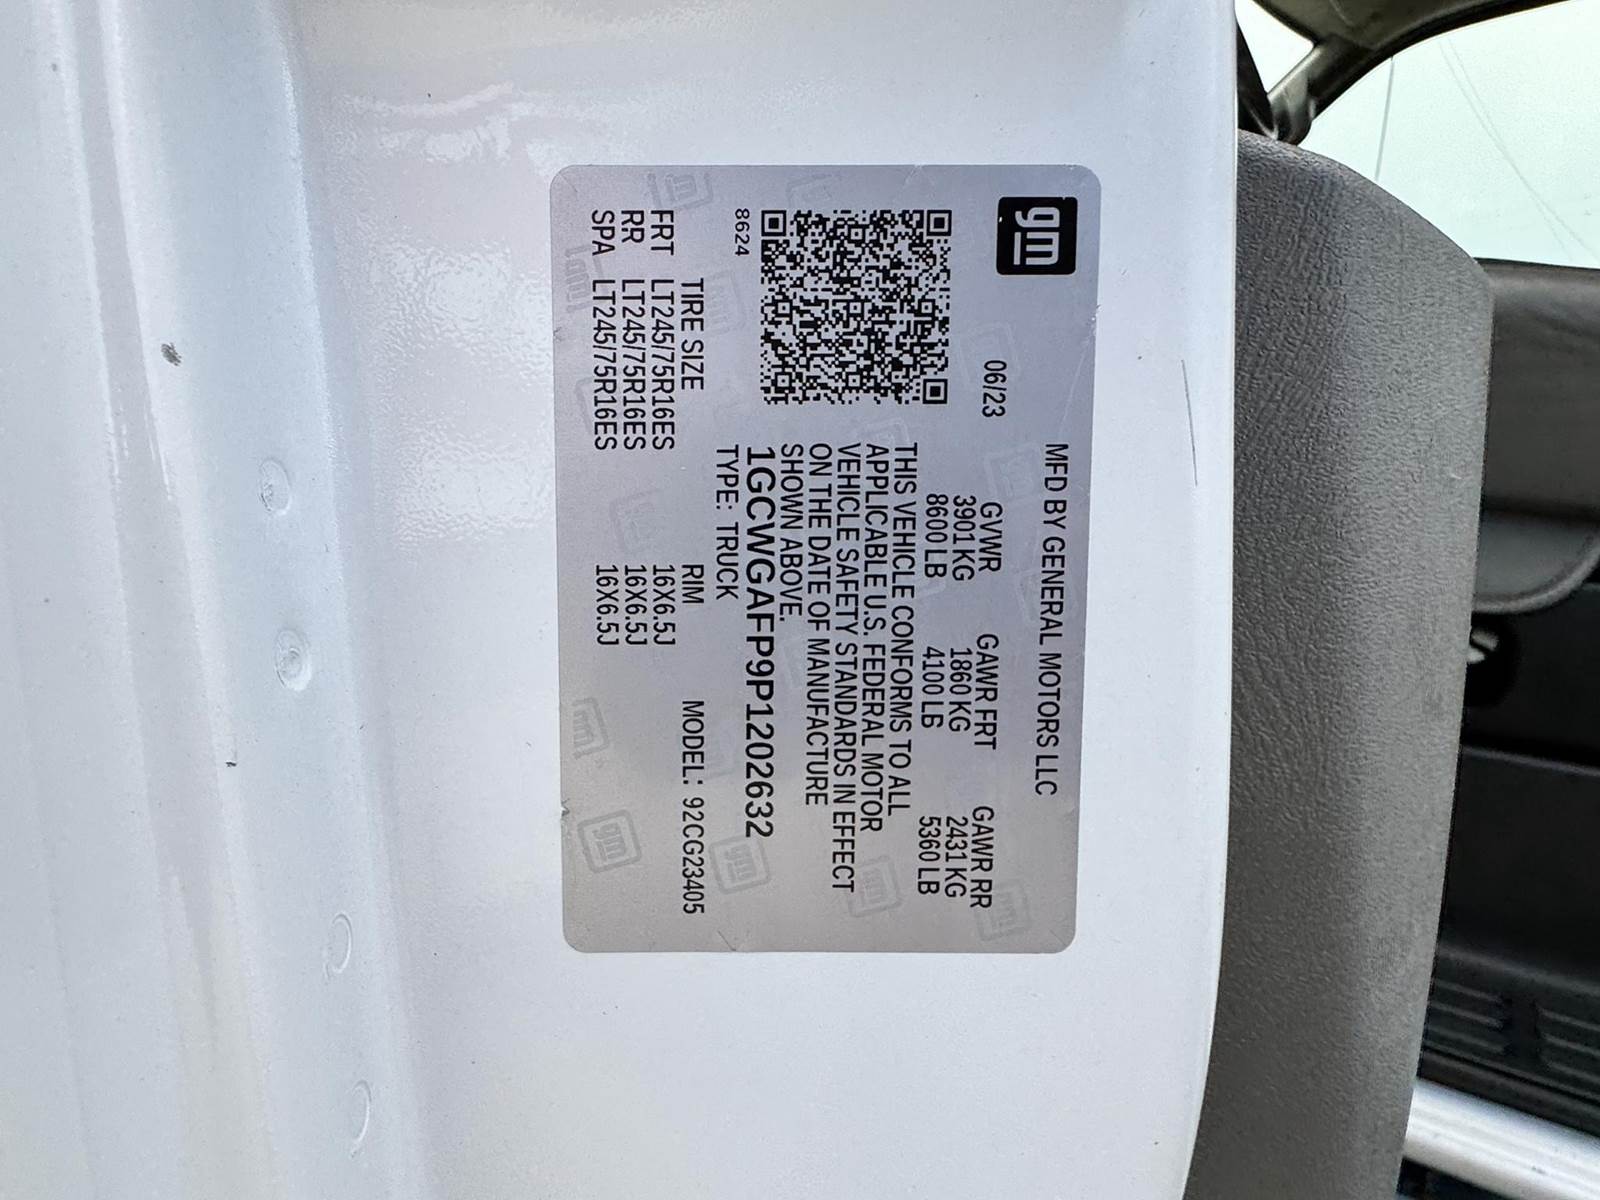 gm
MFD BY GENERAL MOTORS LLC
06/23
GVWR GAWR FRT GAWR RR
3901 KG 1860 KG 2431 KG
8600 LB 4100 LB 5360 LB
THIS VEHICLE CONFORMS TO ALL
APPLICABLE U.S. FEDERAL MOTOR
VEHICLE SAFETY STANDARDS IN EFFECT
ON THE DATE OF MANUFACTURE
SHOWN ABOVE.
1GCWGAFP9P1202632
8624
TYPE: TRUCK
TIRE SIZE RIM MODEL: 92CG23405
FRT LT245/75R16ES 16X6.5J
RR LT245/75R16ES 16X6.5J
SPA LT245/75R16ES 16X6.5J